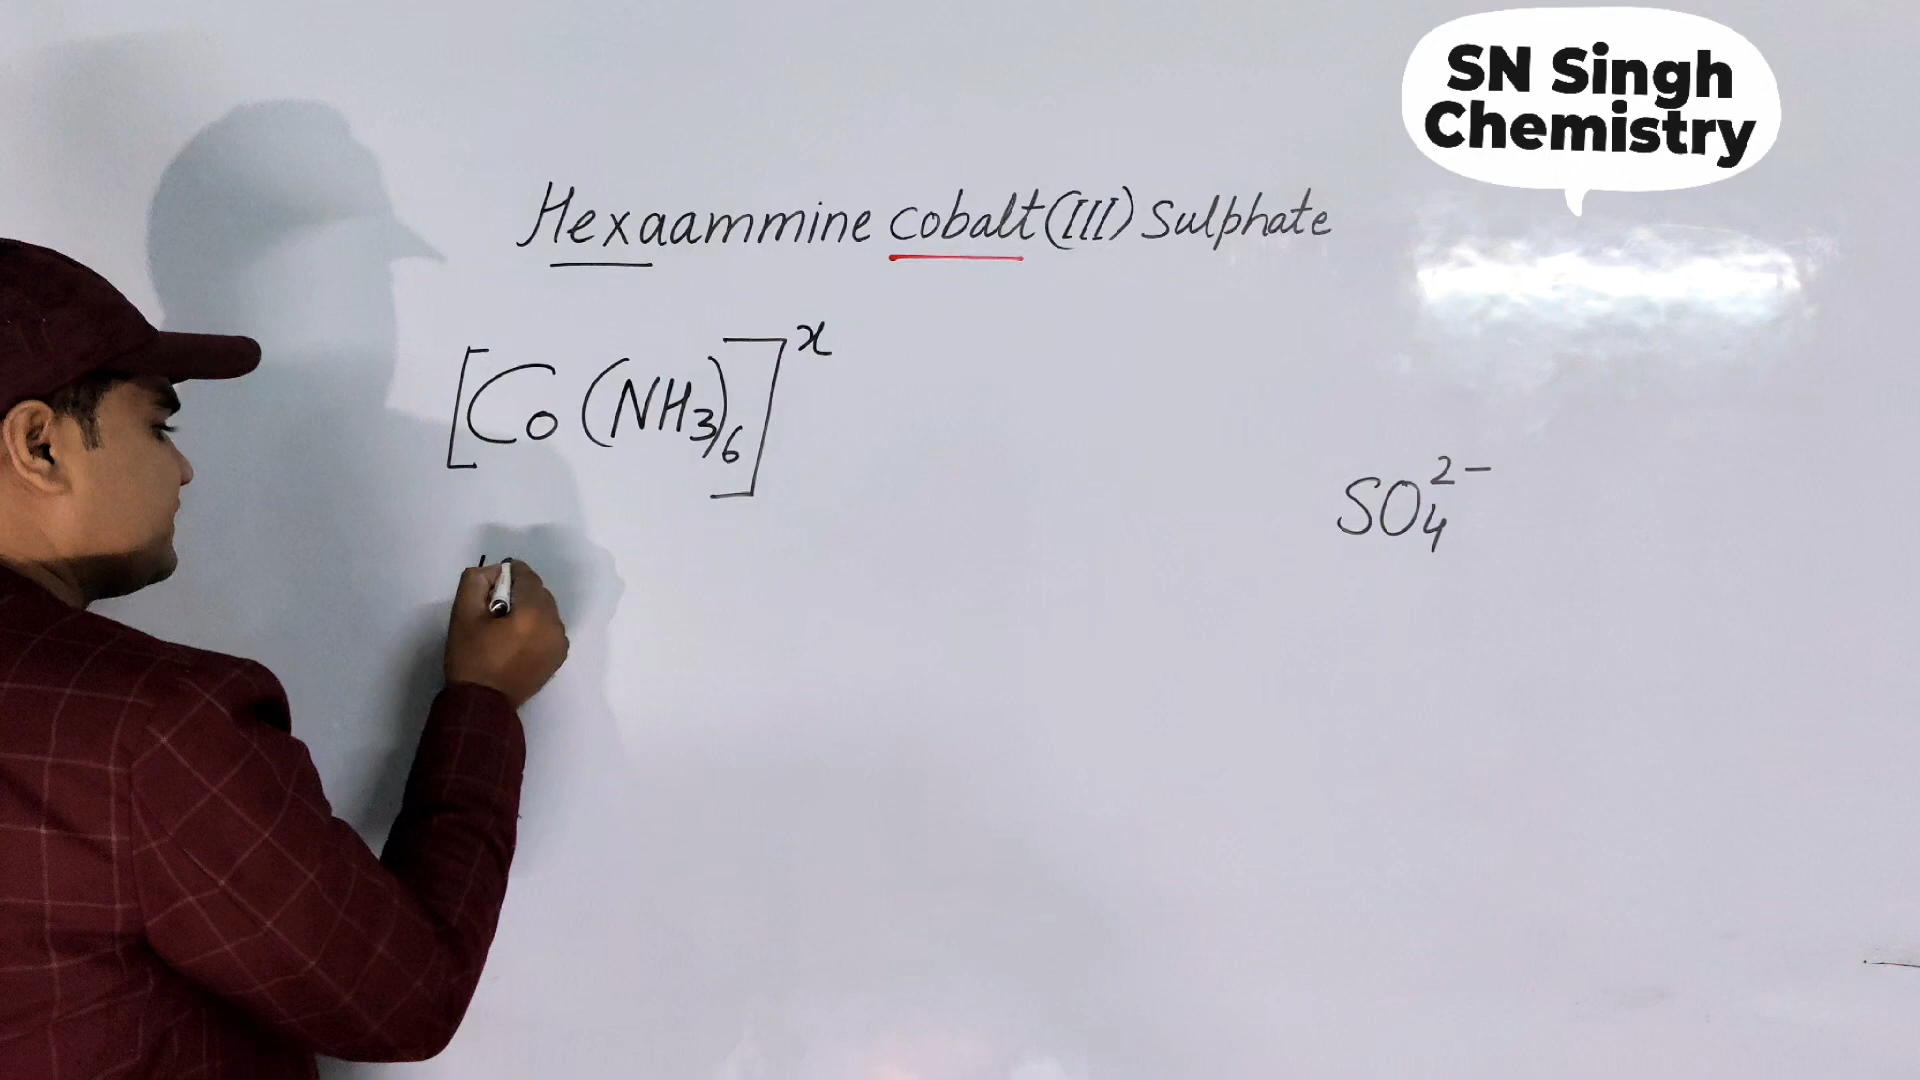 SN Singh
Chemistry
Hexaammine cobalt(III) Sulphate
[Co(NH₃)₆]ˣ
SO₄²⁻